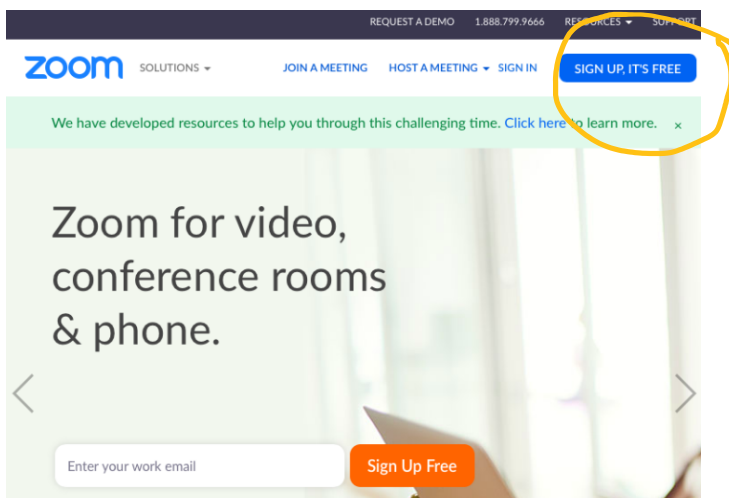 REQUEST A DEMO 1.888.799.9666 RESOURCES SUPPORT
zoom SOLUTIONS JOIN A MEETING HOST A MEETING SIGN IN SIGN UP, IT'S FREE
We have developed resources to help you through this challenging time. Click here to learn more. ×
Zoom for video,
conference rooms
& phone.
Enter your work email Sign Up Free